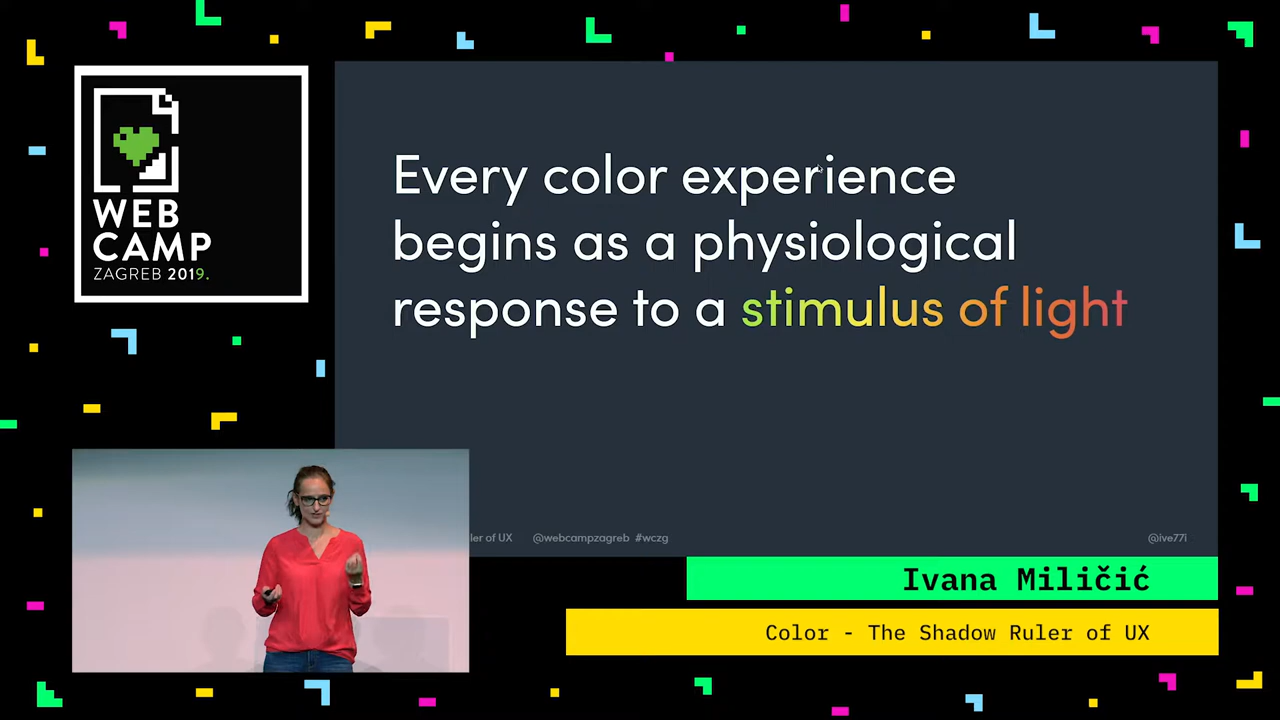 WEB
CAMP
ZAGREB 2019.
Every color experience
begins as a physiological
response to a stimulus of light
ler of UX @webcampzagreb #wczg
@ive77i
Ivana Miličić
Color - The Shadow Ruler of UX